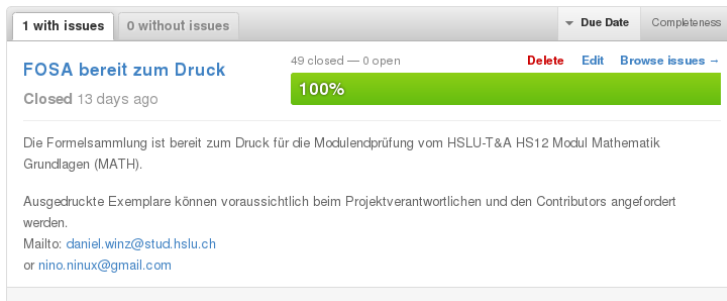 1 with issues 0 without issues Due Date Completeness
FOSA bereit zum Druck
Closed 13 days ago
49 closed — 0 open Delete Edit Browse issues →
100%
Die Formelsammlung ist bereit zum Druck für die Modulendprüfung vom HSLU-T&A HS12 Modul Mathematik
Grundlagen (MATH).
Ausgedruckte Exemplare können voraussichtlich beim Projektverantwortlichen und den Contributors angefordert
werden.
Mailto: daniel.winz@stud.hslu.ch
or nino.ninux@gmail.com